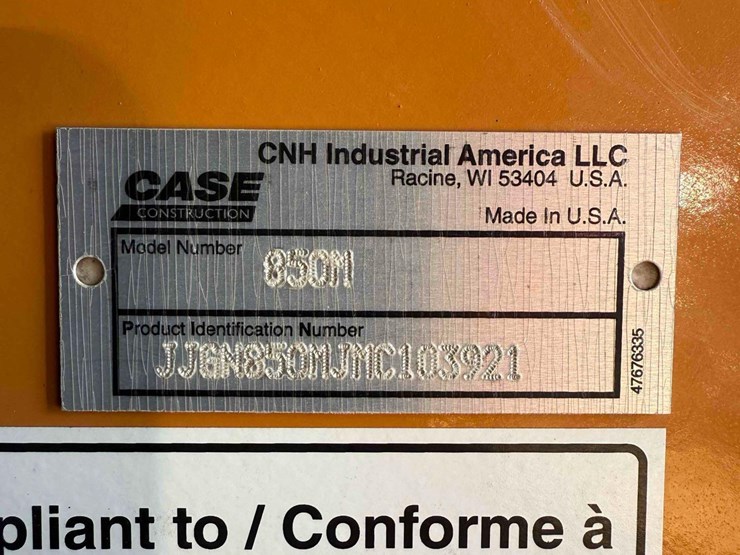 CNH Industrial America LLC
Racine, WI 53404 U.S.A.
CASE
CONSTRUCTION
Made In U.S.A.
Model Number
850M
Product Identification Number
JJGN850MJMC103921
47676335
pliant to / Conforme à